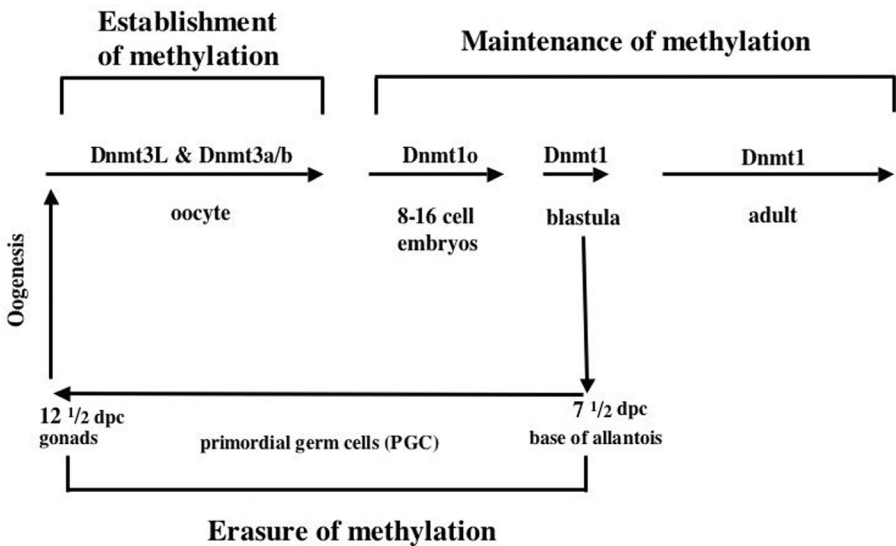 Establishment
of methylation
Maintenance of methylation
Dnmt3L & Dnmt3a/b
Dnmt1o
Dnmt1
Dnmt1
oocyte
8-16 cell
embryos
blastula
adult
Oogenesis
12 1/2 dpc
gonads
primordial germ cells (PGC)
7 1/2 dpc
base of allantois
Erasure of methylation